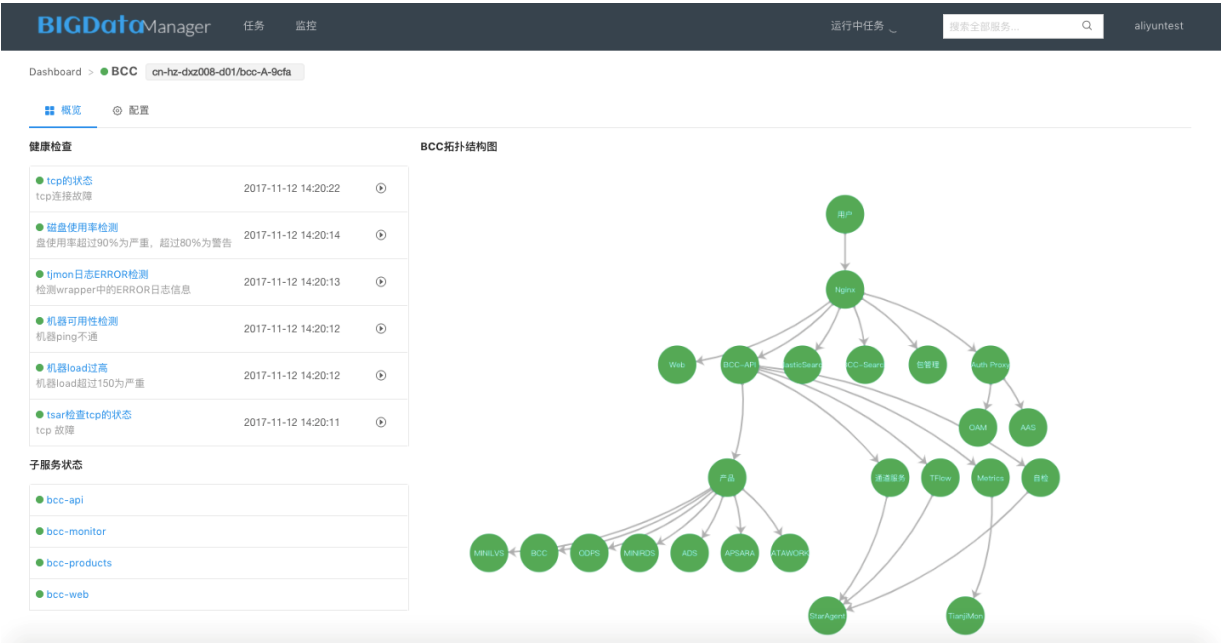 BIGDataManager 任务 监控 运行中任务 搜索全部服务... aliyuntest
Dashboard > BCC cn-hz-dxz008-d01/bcc-A-9cfa
概览 配置
健康检查
tcp的状态 2017-11-12 14:20:22
tcp连接故障
磁盘使用率检测 2017-11-12 14:20:14
盘使用率超过90%为严重、超过80%为警告
tjmon日志ERROR检测 2017-11-12 14:20:13
检测wrapper中的ERROR日志信息
机器可用性检测 2017-11-12 14:20:12
机器ping不通
机器load过高 2017-11-12 14:20:12
机器load超过150为严重
tsar检查tcp的状态 2017-11-12 14:20:11
tcp 故障
子服务状态
bcc-api
bcc-monitor
bcc-products
bcc-web
BCC拓扑结构图
用户
Nginx
Web BCC-API lasticSearc CC-Searc 包管理 Auth Proxy
OAM AAS
产品 通道服务 TFlow Metrics 自检
MINILVS BCC ODPS MINIRDS ADS APSARA ATAWORK
StarAgent TianjiMon